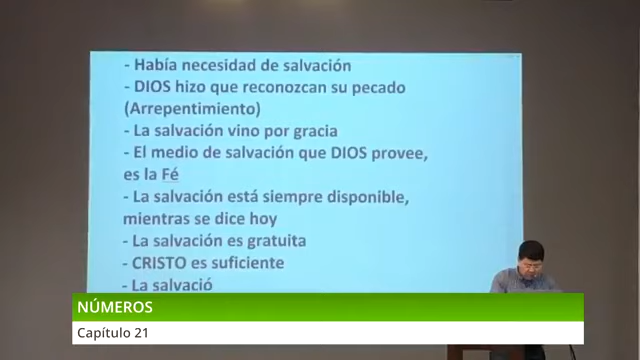 - Había necesidad de salvación
- DIOS hizo que reconozcan su pecado
(Arrepentimiento)
- La salvación vino por gracia
- El medio de salvación que DIOS provee,
es la Fé
- La salvación está siempre disponible,
mientras se dice hoy
- La salvación es gratuita
- CRISTO es suficiente
- La salvació
NÚMEROS
Capítulo 21